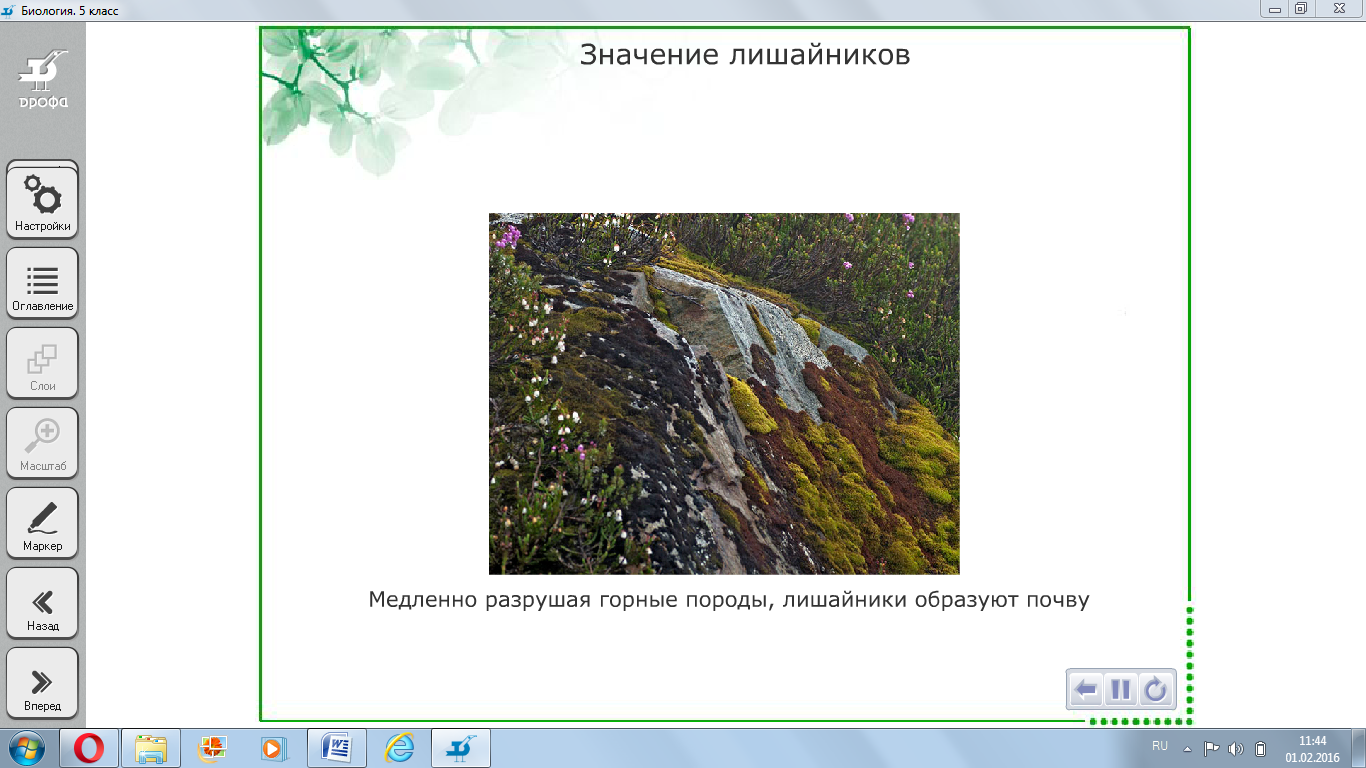 Биология. 5 класс
дрофа
Значение лишайников
Настройки
Оглавление
Слои
Масштаб
Маркер
Назад
Вперед
Медленно разрушая горные породы, лишайники образуют почву
RU
11:44
01.02.2016